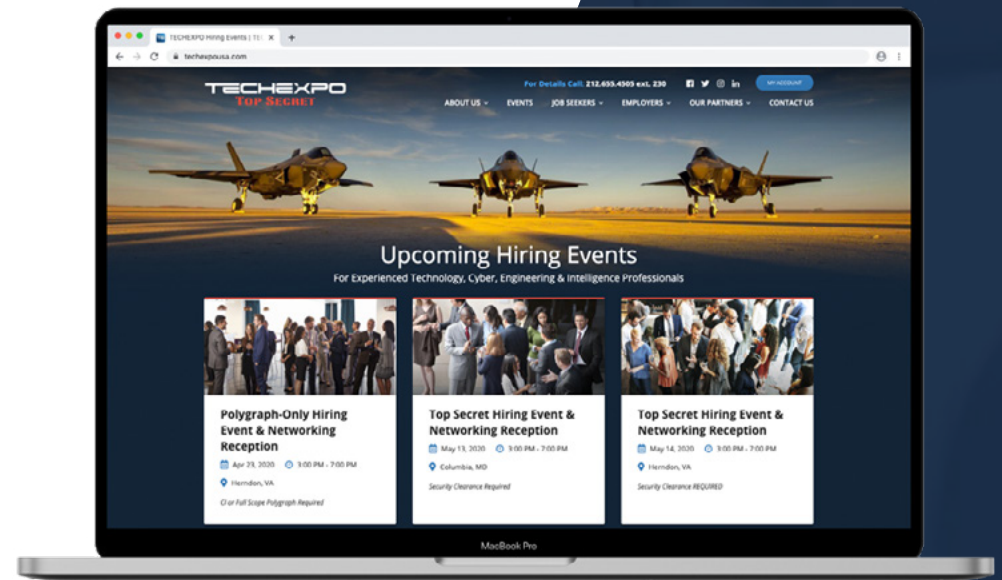 TECHEXPO Hiring Events | TE
techexpousa.com
TECHEXPO
TOP SECRET
For Details Call: 212.655.4505 ext. 230
MY ACCOUNT
ABOUT US EVENTS JOB SEEKERS EMPLOYERS OUR PARTNERS CONTACT US
Upcoming Hiring Events
For Experienced Technology, Cyber, Engineering & Intelligence Professionals
Polygraph-Only Hiring
Event & Networking
Reception
Apr 23, 2020 3:00 PM - 7:00 PM
Herndon, VA
CI or Full Scope Polygraph Required
Top Secret Hiring Event &
Networking Reception
May 13, 2020 3:00 PM - 7:00 PM
Columbia, MD
Security Clearance Required
Top Secret Hiring Event &
Networking Reception
May 14, 2020 3:00 PM - 7:00 PM
Herndon, VA
Security Clearance REQUIRED
MacBook Pro